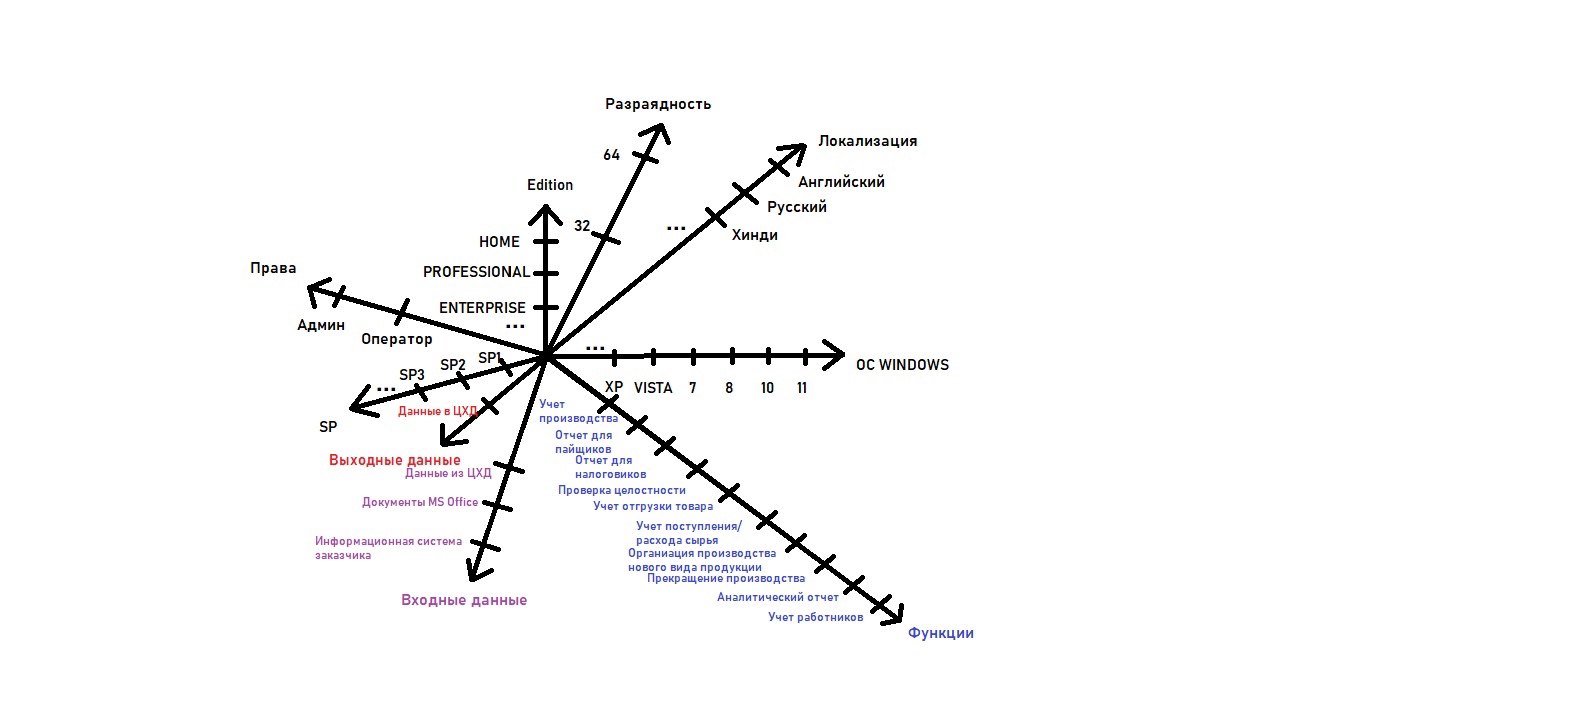 Разраядность
Локализация
64
Английский
Edition
Русский
32
...
Хинди
HOME
Права
PROFESSIONAL
ENTERPRISE
Админ
...
Оператор
...
SP1
SP2
ОС WINDOWS
SP3
...
XP VISTA 7 8 10 11
Данные в ЦХД
Учет
производства
SP
Отчет для
пайщиков
Выходные данные
Отчет для
налоговиков
Данные из ЦХД
Проверка целостности
Документы MS Office
Учет отгрузки товара
Учет поступления/
расхода сырья
Информационная система
заказчика
Органиация производства
нового вида продукции
Прекращение производства
Входные данные
Аналитический отчет
Учет работников
Функции